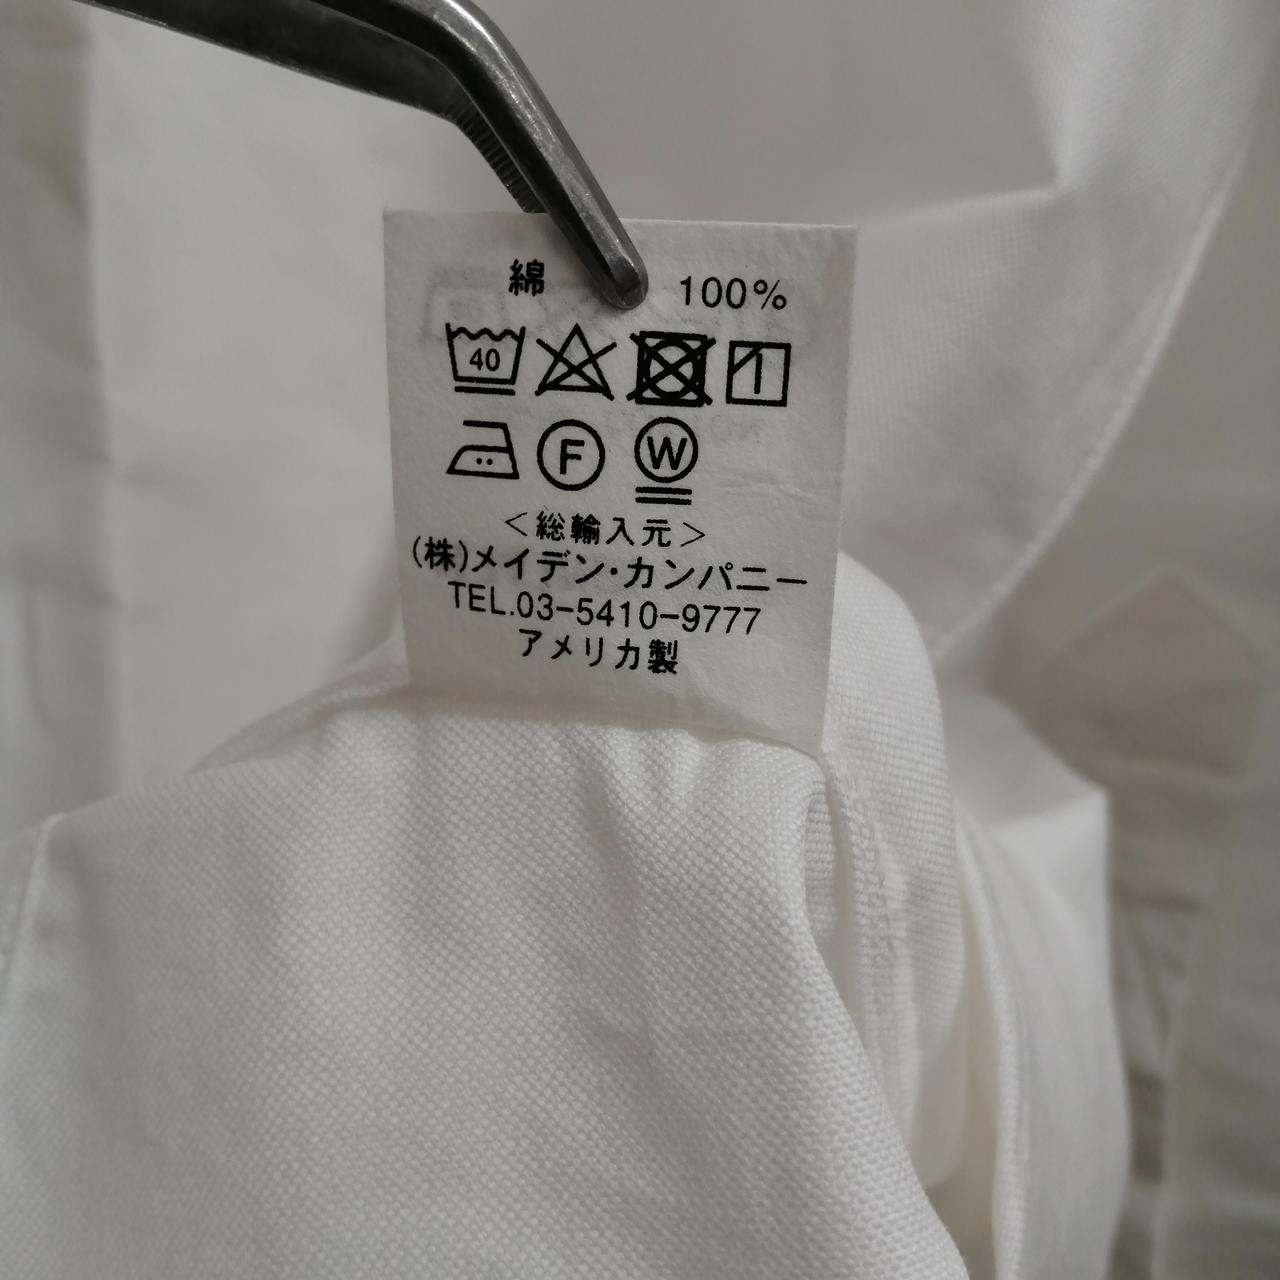 綿 100%
40
F W
<総輸入元>
(株)メイデン・カンパニー
TEL.03-5410-9777
アメリカ製